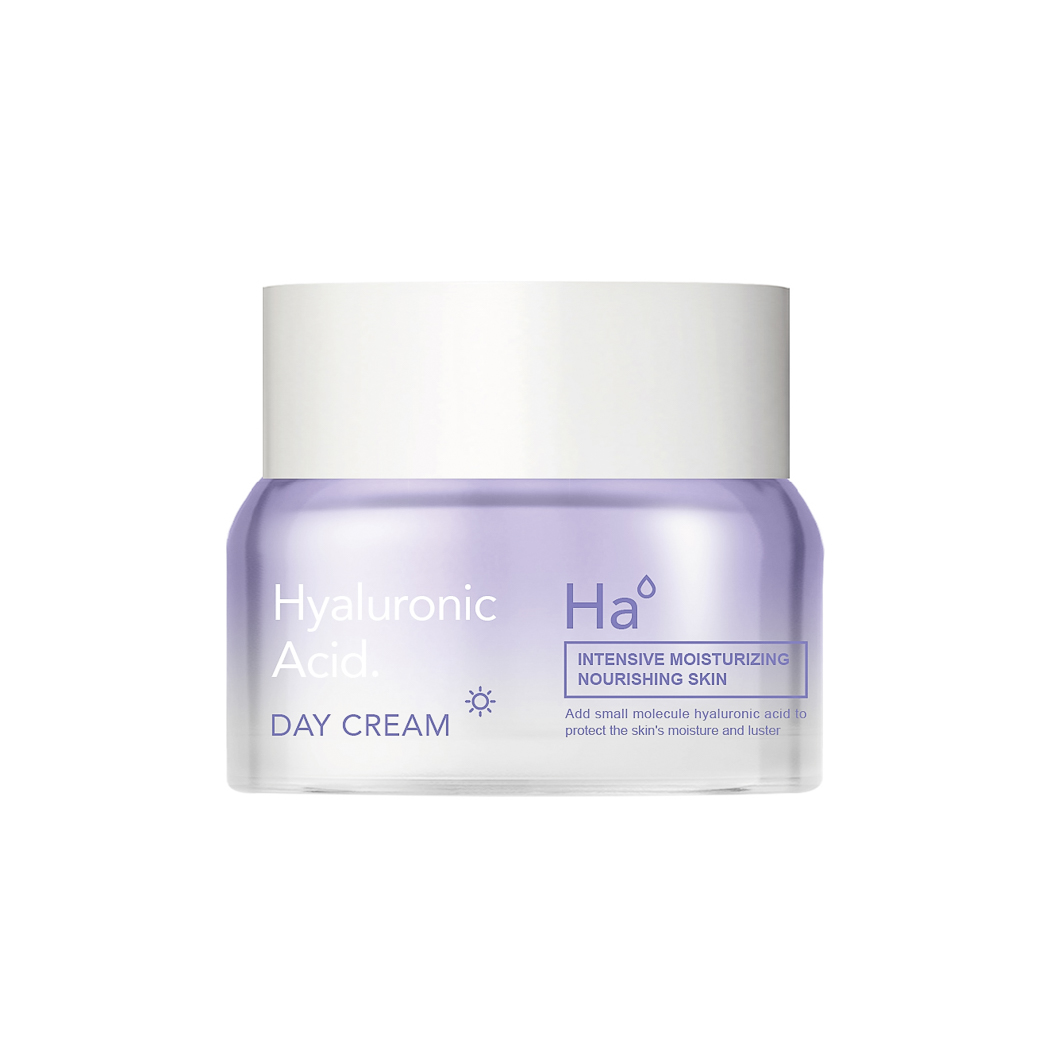 Hyaluronic
Acid.
DAY CREAM
Ha
INTENSIVE MOISTURIZING
NOURISHING SKIN
Add small molecule hyaluronic acid to
protect the skin's moisture and luster